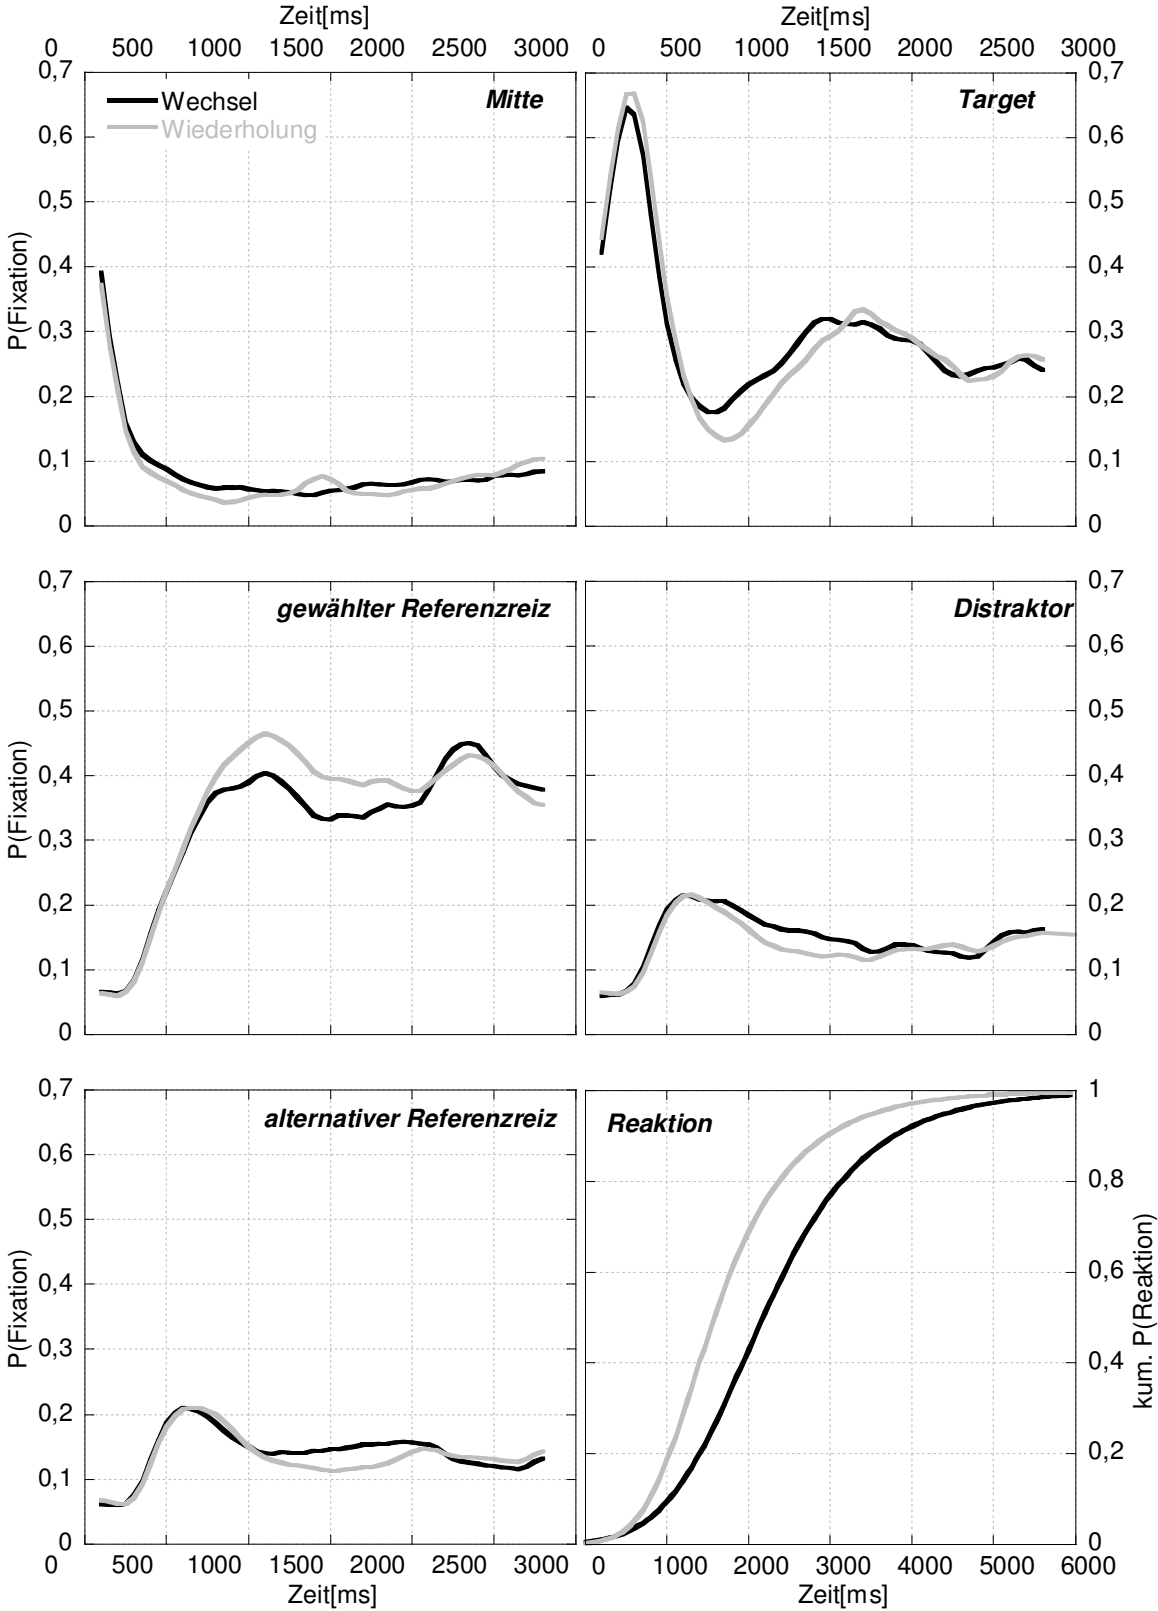 Zeit[ms] Zeit[ms]
0 500 1000 1500 2000 2500 3000 0 500 1000 1500 2000 2500 3000
0,7 Wechsel Mitte Target 0,7
Wiederholung
0,6 0,6
0,5 0,5
0,4 0,4
P(Fixation)
0,3 0,3
0,2 0,2
0,1 0,1
0 0
0,7 gewählter Referenzreiz Distraktor 0,7
0,6 0,6
0,5 0,5
0,4 0,4
P(Fixation)
0,3 0,3
0,2 0,2
0,1 0,1
0 0
0,7 alternativer Referenzreiz Reaktion 1
0,6
0,8
0,5
0,4 0,6
P(Fixation) kum. P(Reaktion)
0,3 0,4
0,2
0,2
0,1
0 0
0 500 1000 1500 2000 2500 3000 0 1000 2000 3000 4000 5000 6000
Zeit[ms] Zeit[ms]